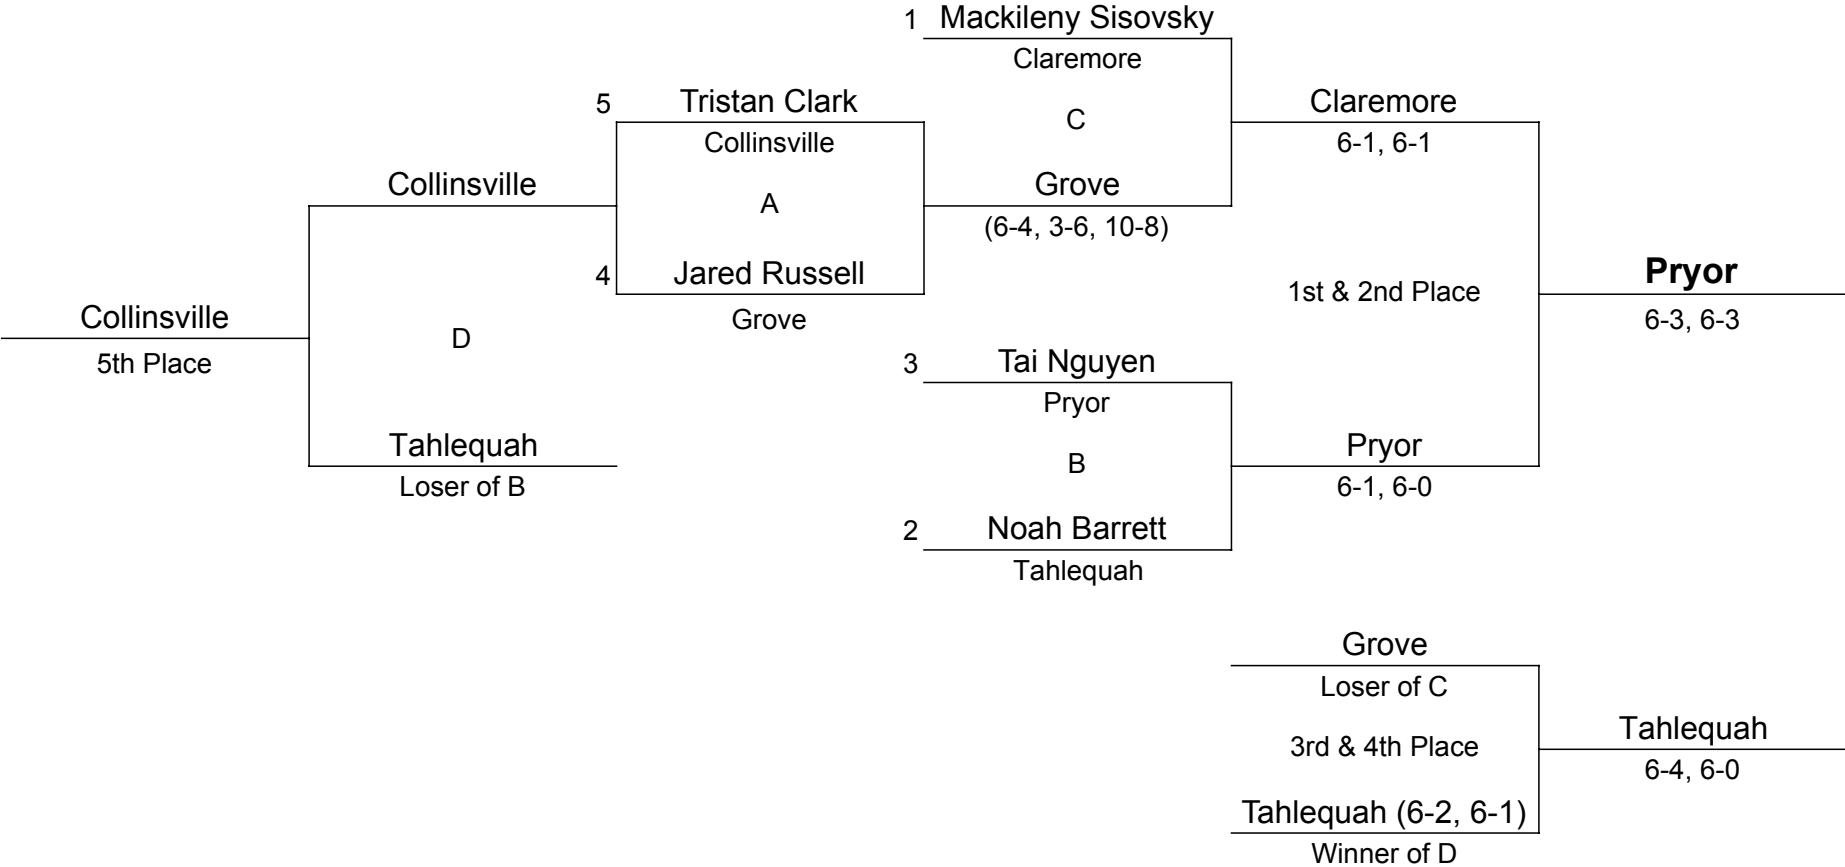 1 Mackileny Sisovsky
Claremore
5 Tristan Clark
C
Claremore
Collinsville
6-1, 6-1
Collinsville
A
Grove
(6-4, 3-6, 10-8)
4 Jared Russell
Grove
1st & 2nd Place
Pryor
6-3, 6-3
Collinsville
5th Place
D
3 Tai Nguyen
Pryor
Tahlequah
Loser of B
B
Pryor
6-1, 6-0
2 Noah Barrett
Tahlequah
Grove
Loser of C
3rd & 4th Place
Tahlequah
6-4, 6-0
Tahlequah (6-2, 6-1)
Winner of D